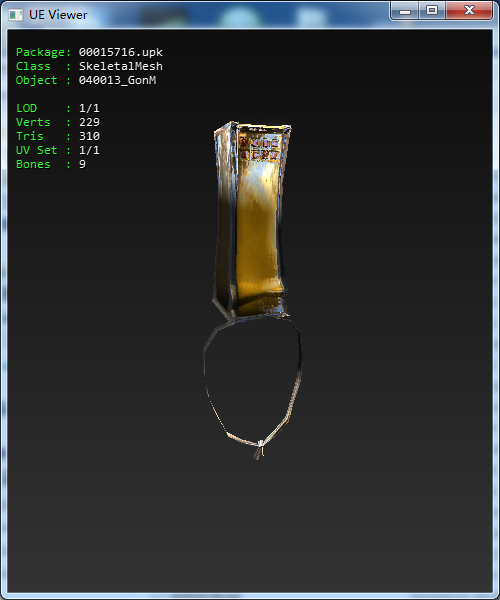 UE Viewer
Package: 00015716.upk
Class  : SkeletalMesh
Object : 040013_GonM
LOD    : 1/1
Verts  : 229
Tris   : 310
UV Set : 1/1
Bones  : 9